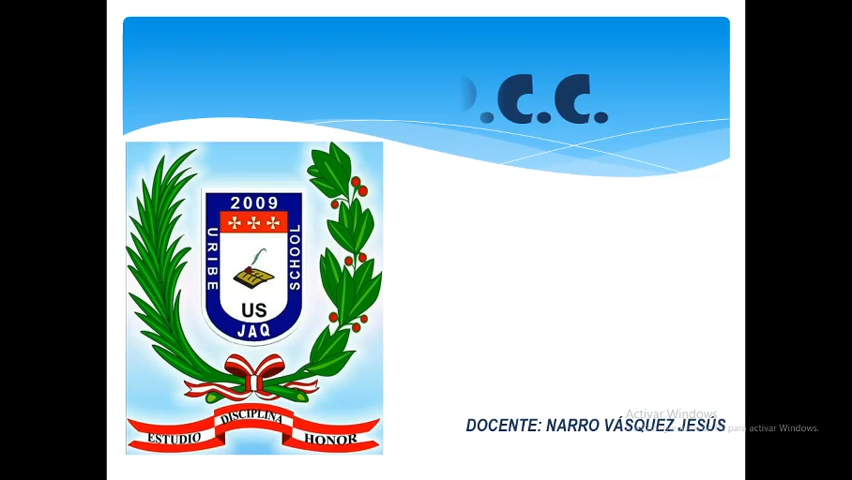 .C.C.
2009
URIBE
SCHOOL
US
JAQ
ESTUDIO
DISCIPLINA
HONOR
DOCENTE: NARRO VÁSQUEZ JESÚS
Activar Windows
para activar Windows.